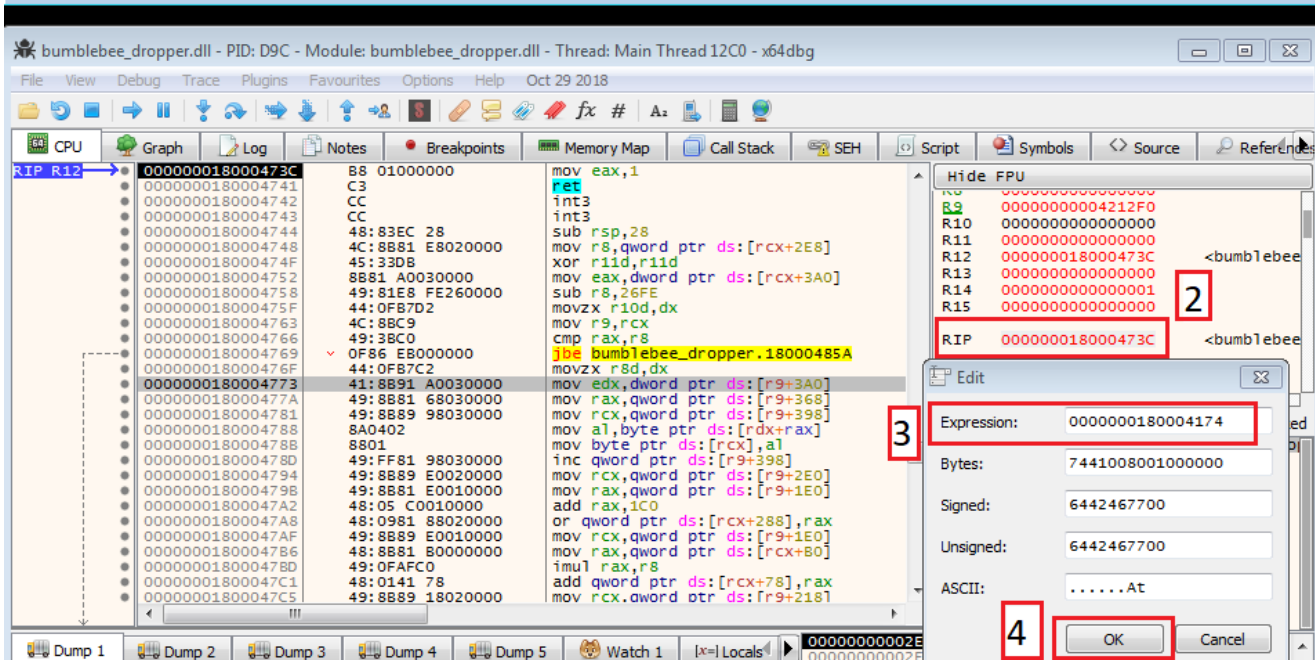 bumblebee_dropper.dll - PID: D9C - Module: bumblebee_dropper.dll - Thread: Main Thread 12C0 - x64dbg
File View Debug Trace Plugins Favourites Options Help Oct 29 2018
CPU Graph Log Notes Breakpoints Memory Map Call Stack SEH Script Symbols Source References
RIP R12 000000018000473C B8 01000000 mov eax,1
0000000180004741 C3 ret
0000000180004742 CC int3
0000000180004743 CC int3
0000000180004744 48:83EC 28 sub rsp,28
0000000180004748 4C:8B81 E8020000 mov r8,qword ptr ds:[rcx+2E8]
000000018000474F 45:33DB xor r11d,r11d
0000000180004752 8B81 A0030000 mov eax,dword ptr ds:[rcx+3A0]
0000000180004758 49:81E8 FE260000 sub r8,26FE
000000018000475F 44:0FB7D2 movzx r10d,dx
0000000180004763 4C:8BC9 mov r9,rcx
0000000180004766 49:3BC0 cmp rax,r8
0000000180004769 0F86 EB000000 jbe bumblebee_dropper.18000485A
000000018000476F 44:0FB7C2 movzx r8d,dx
0000000180004773 41:8B91 A0030000 mov edx,dword ptr ds:[r9+3A0]
000000018000477A 49:8B81 68030000 mov rax,qword ptr ds:[r9+368]
0000000180004781 49:8B89 98030000 mov rcx,qword ptr ds:[r9+398]
0000000180004788 8A0402 mov al,byte ptr ds:[rdx+rax]
000000018000478B 8801 mov byte ptr ds:[rcx],al
000000018000478D 49:FF81 98030000 inc qword ptr ds:[r9+398]
0000000180004794 49:8B89 E0020000 mov rcx,qword ptr ds:[r9+2E0]
000000018000479B 49:8B81 E0010000 mov rax,qword ptr ds:[r9+1E0]
00000001800047A2 48:05 C0010000 add rax,1C0
00000001800047A8 48:0981 88020000 or qword ptr ds:[rcx+288],rax
00000001800047AF 49:8B89 E0010000 mov rcx,qword ptr ds:[r9+1E0]
00000001800047B6 48:8B81 B0000000 mov rax,qword ptr ds:[rcx+B0]
00000001800047BD 49:0FAFC0 imul rax,r8
00000001800047C1 48:0141 78 add qword ptr ds:[rcx+78],rax
00000001800047C5 49:8B89 18020000 mov rcx,qword ptr ds:[r9+218]
Hide FPU
R8 0000000000000000
R9 00000000004212F0
R10 0000000000000000
R11 0000000000000000
R12 000000018000473C <bumblebee
R13 0000000000000000
R14 0000000000000001
R15 0000000000000000
2
RIP 000000018000473C <bumblebee
Edit
3
Expression: 0000000180004174
Bytes: 7441008001000000
Signed: 6442467700
Unsigned: 6442467700
ASCII: ......At
4
OK Cancel
Dump 1 Dump 2 Dump 3 Dump 4 Dump 5 Watch 1 [x=] Locals